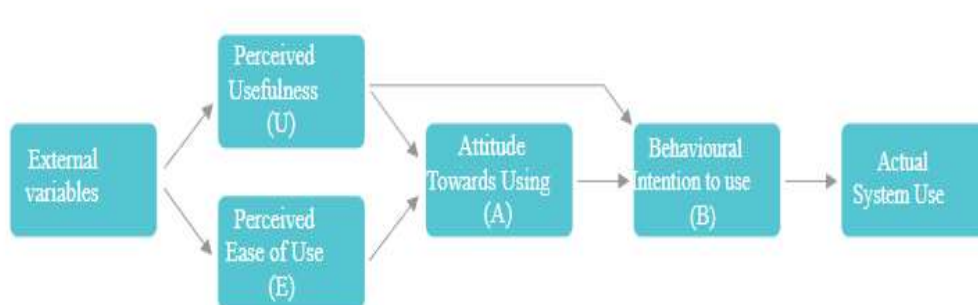 External
variables
Perceived
Usefulness
(U)
Perceived
Ease of Use
(E)
Attitude
Towards Using
(A)
Behavioural
Intention to use
(B)
Actual
System Use